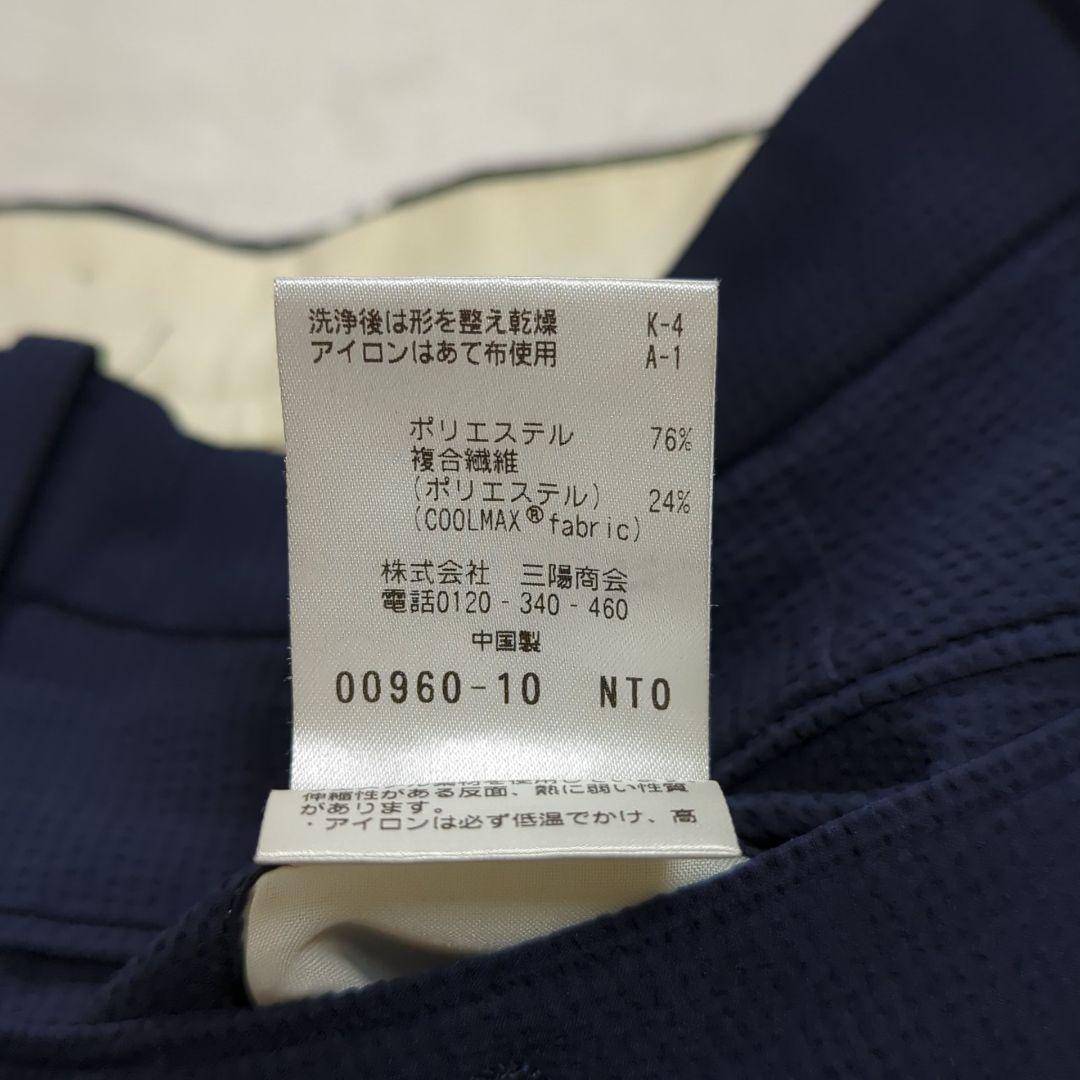 洗浄後は形を整え乾燥 K-4
アイロンはあて布使用 A-1
ポリエステル 76%
複合繊維
(ポリエステル) 24%
(COOLMAX® fabric)
株式会社 三陽商会
電話0120-340-460
中国製
00960-10 NTO
伸縮性がある反面、熱に弱い性質
があります。
・アイロンは必ず低温でかけ、高